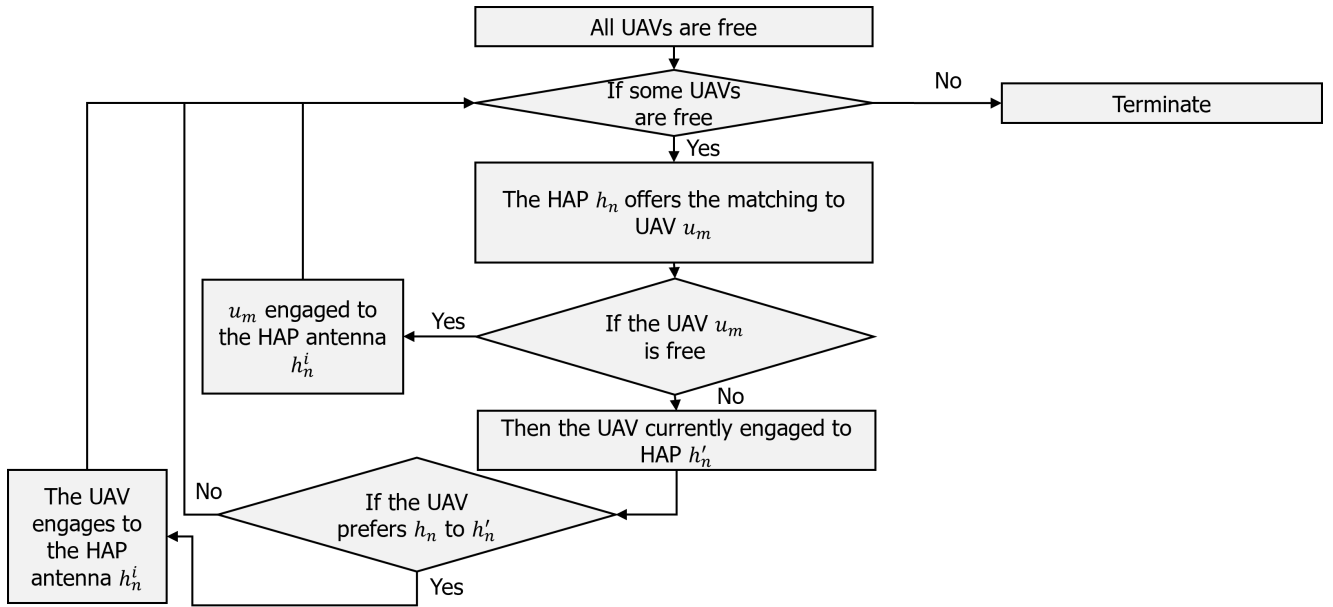 All UAVs are free
If some UAVs
are free
No
Terminate
Yes
The HAP hₙ offers the matching to
UAV uₘ
If the UAV uₘ
is free
Yes
uₘ engaged to
the HAP antenna
hₙⁱ
No
Then the UAV currently engaged to
HAP hₙ′
If the UAV
prefers hₙ to hₙ′
No
Yes
The UAV
engages to
the HAP
antenna hₙⁱ